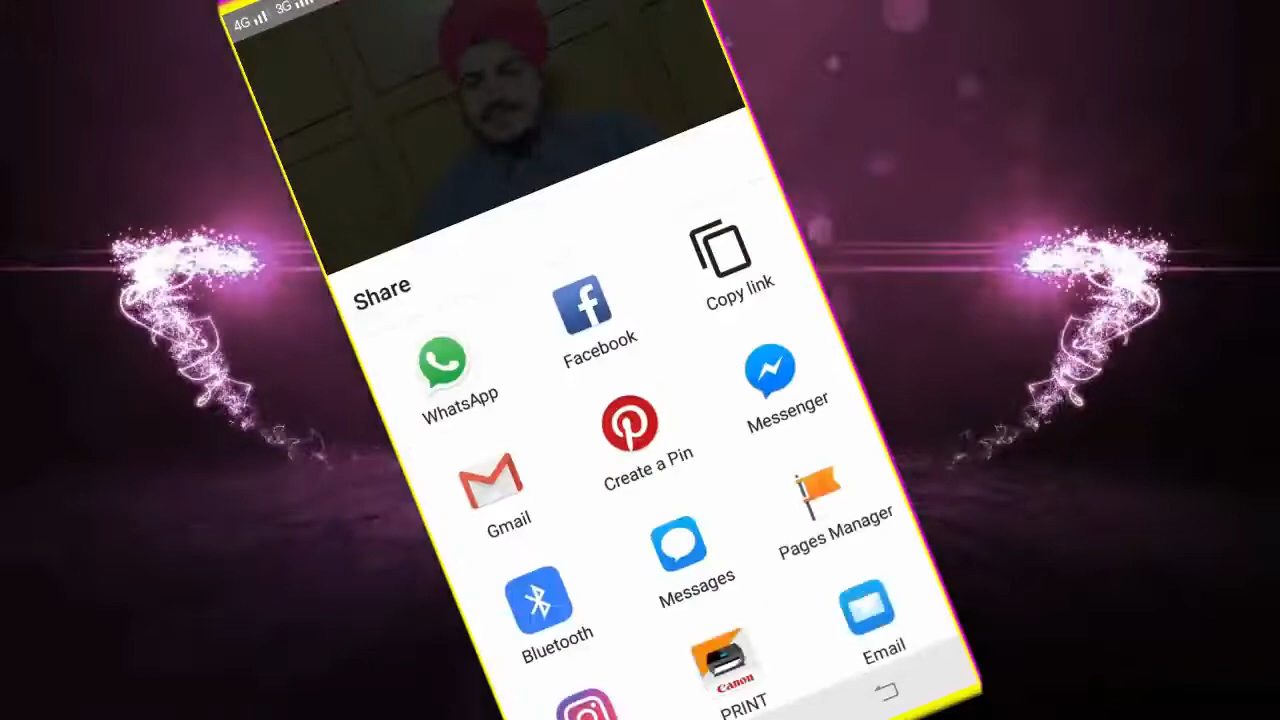 4G 3G
Share
WhatsApp
Facebook
Copy link
Gmail
Create a Pin
Messenger
Bluetooth
Messages
Pages Manager
Canon
PRINT
Email